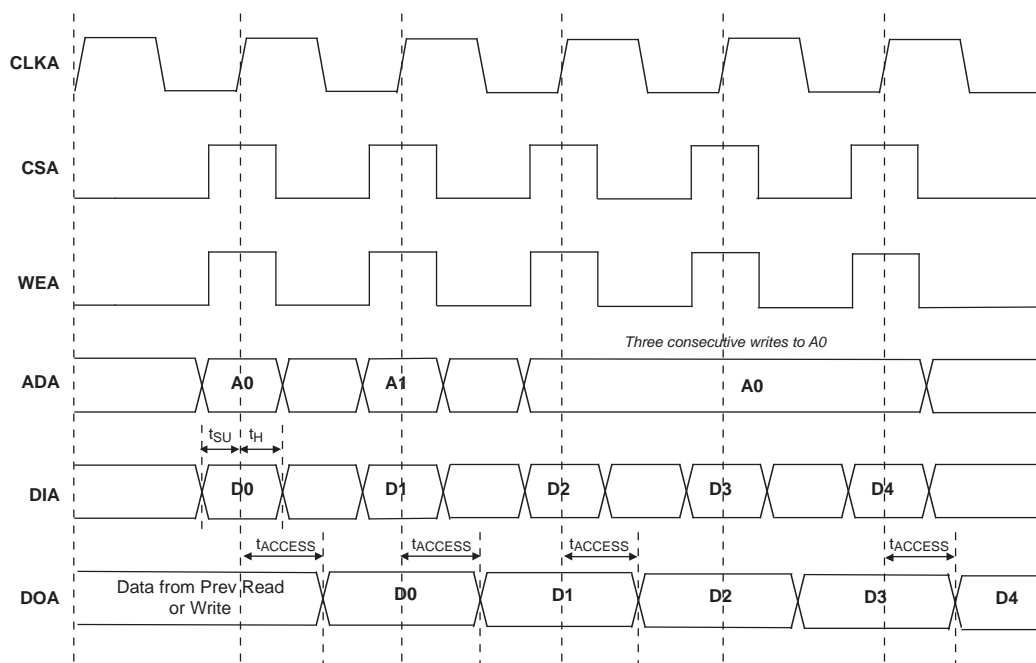 CLKA
CSA
WEA
Three consecutive writes to A0
ADA A0 A1 A0
tSU tH
DIA D0 D1 D2 D3 D4
tACCESS tACCESS tACCESS tACCESS
DOA Data from Prev Read
or Write D0 D1 D2 D3 D4